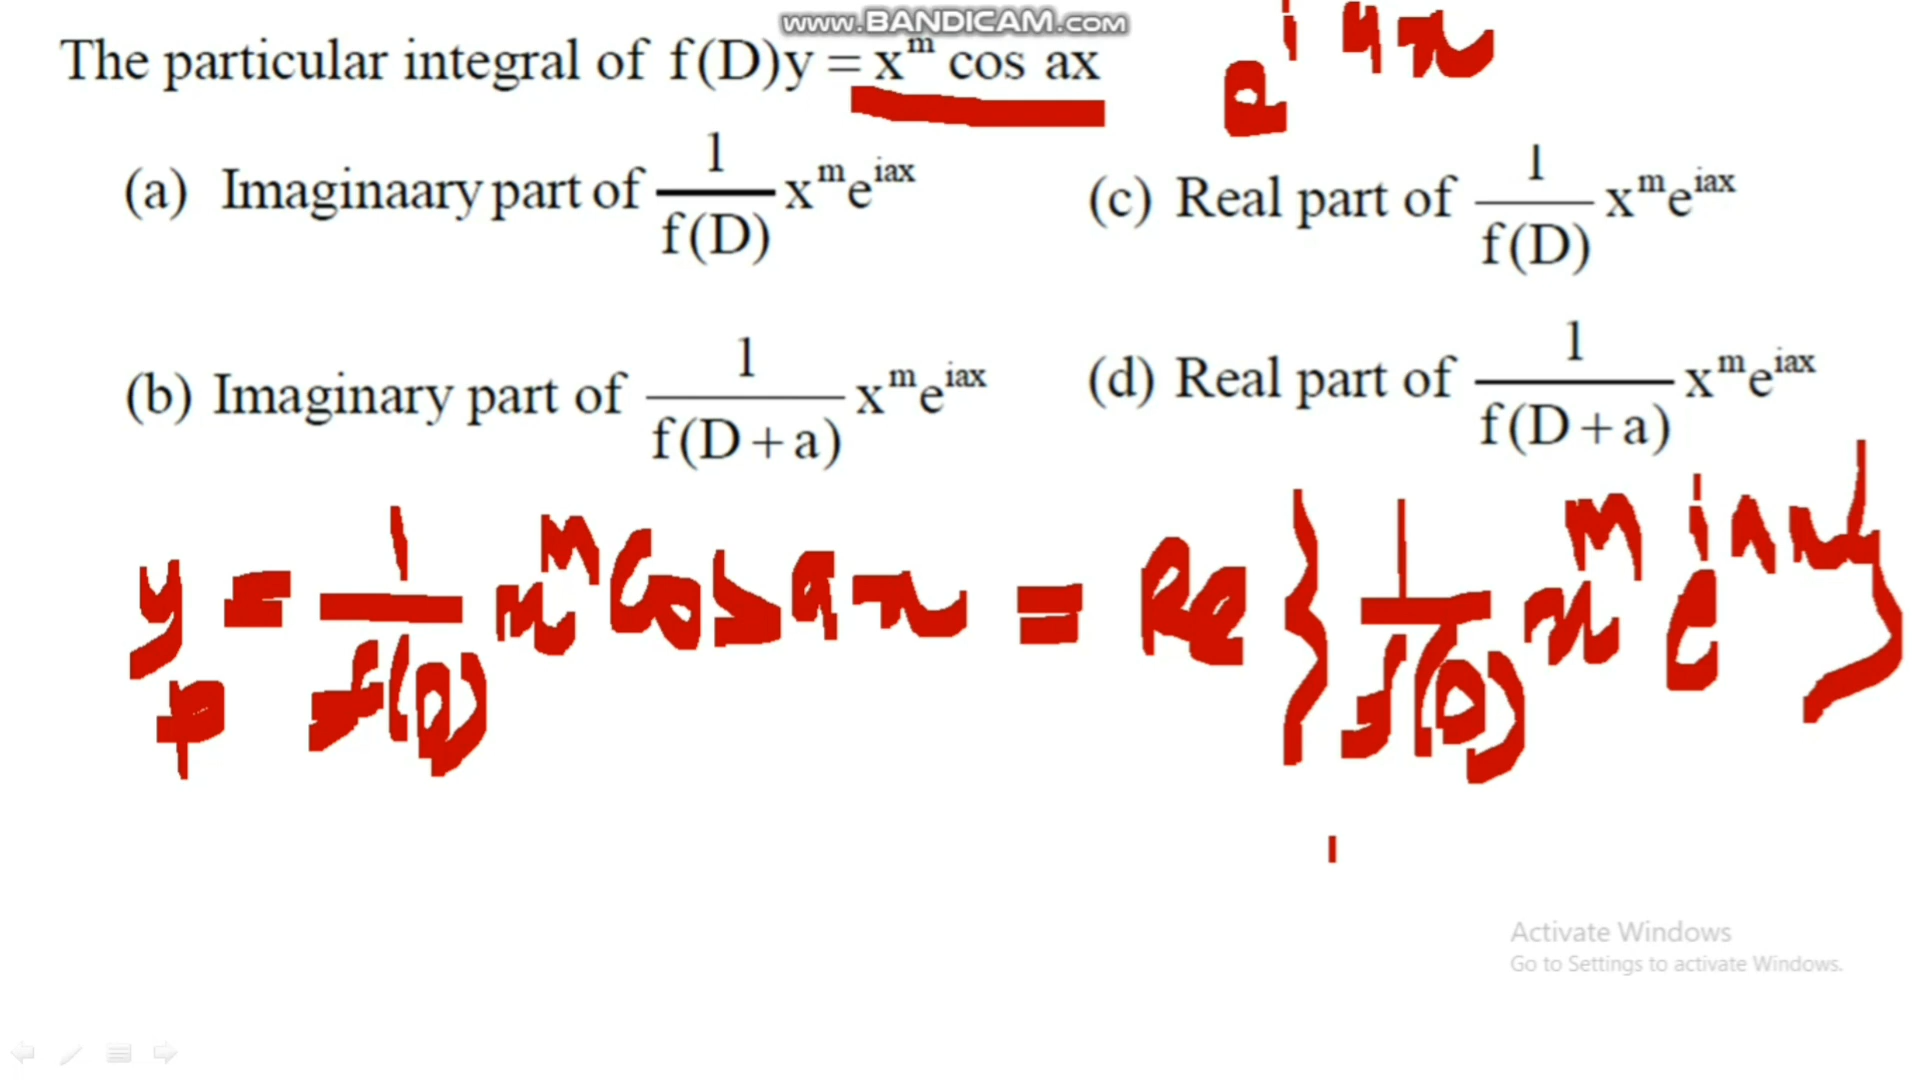 www.BANDICAM.com
The particular integral of f(D)y = x^m cos ax
e^iax
(a) Imaginaary part of 1/f(D) x^m e^iax
(c) Real part of 1/f(D) x^m e^iax
(b) Imaginary part of 1/f(D+a) x^m e^iax
(d) Real part of 1/f(D+a) x^m e^iax
y_p = 1/f(D) x^m cos ax = Re { 1/f(D) x^m e^iax }
Activate Windows
Go to Settings to activate Windows.